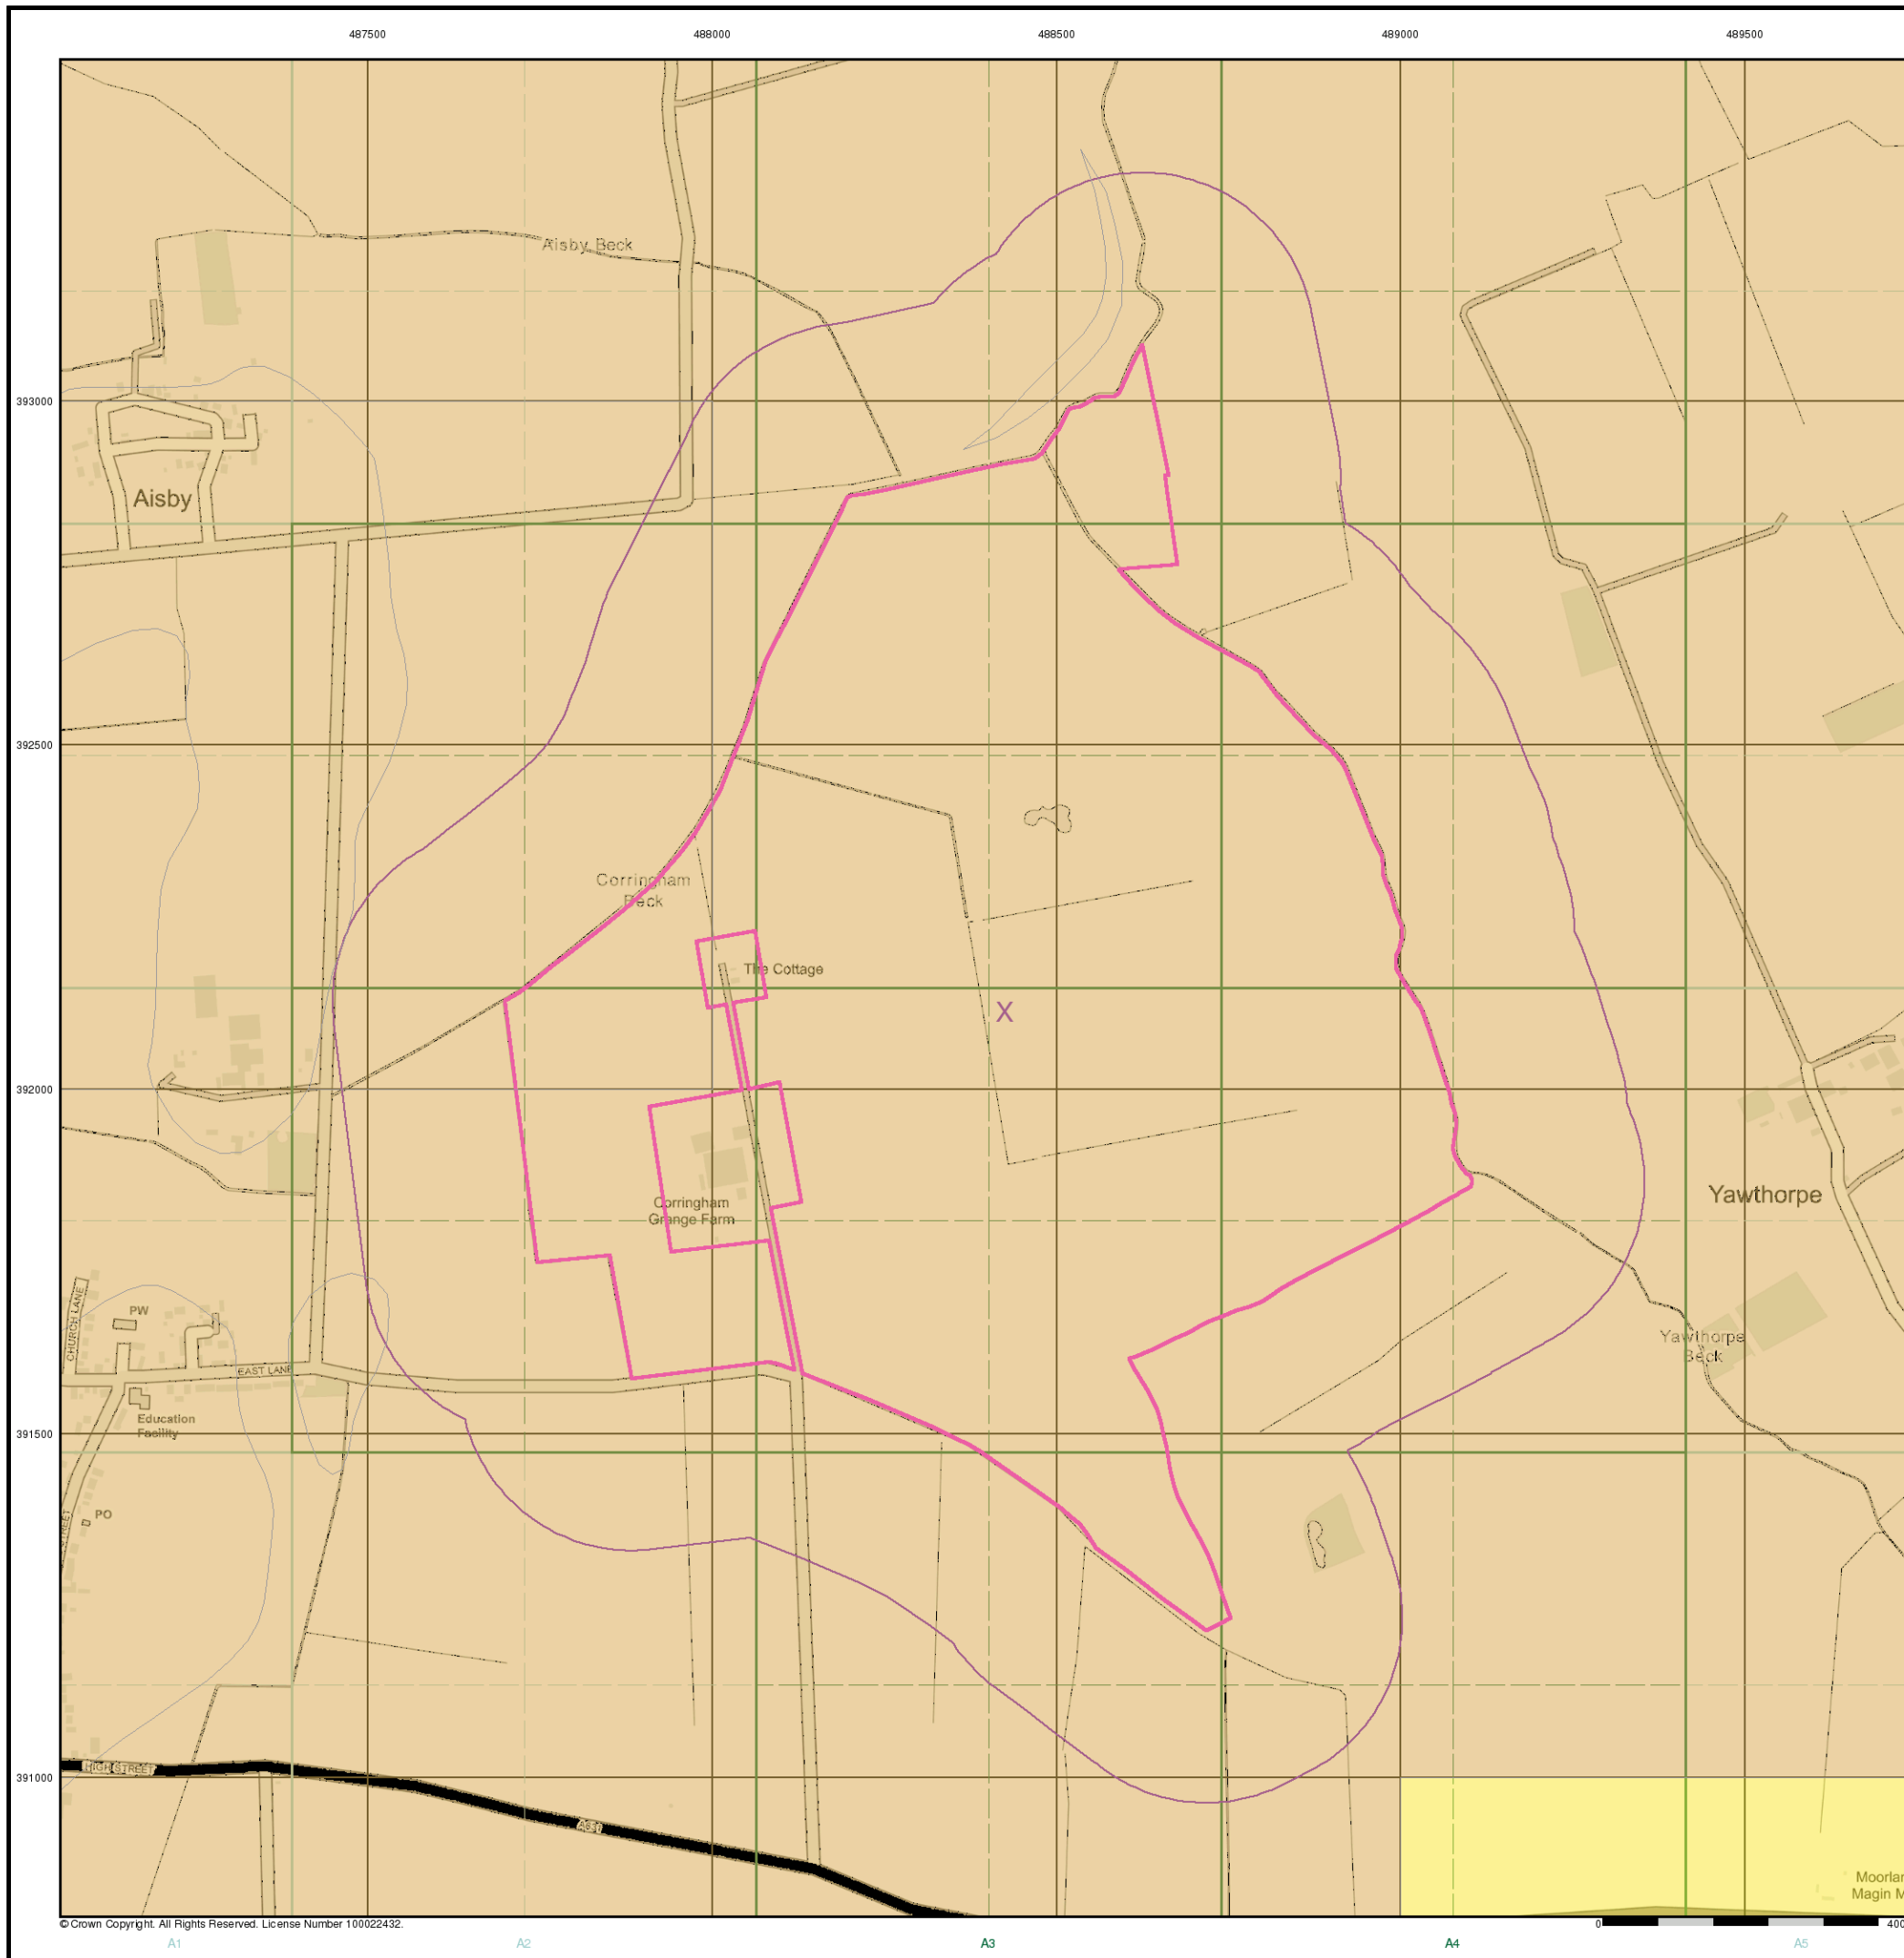 487500 488000 488500 489000 489500
Aisby Beck
393000
Aisby
392500
Corringham
Beck
The Cottage
X
392000
Corringham
Grange Farm
Yawthorpe
CHURCH LANE
PW
Yawthorpe
Beck
EAST LANE
Education
Facility
391500
PO
391000
HIGH STREET
A631
Magin M
© Crown Copyright. All Rights Reserved. License Number 100022432.
0 400
A1 A2 A3 A4 A5